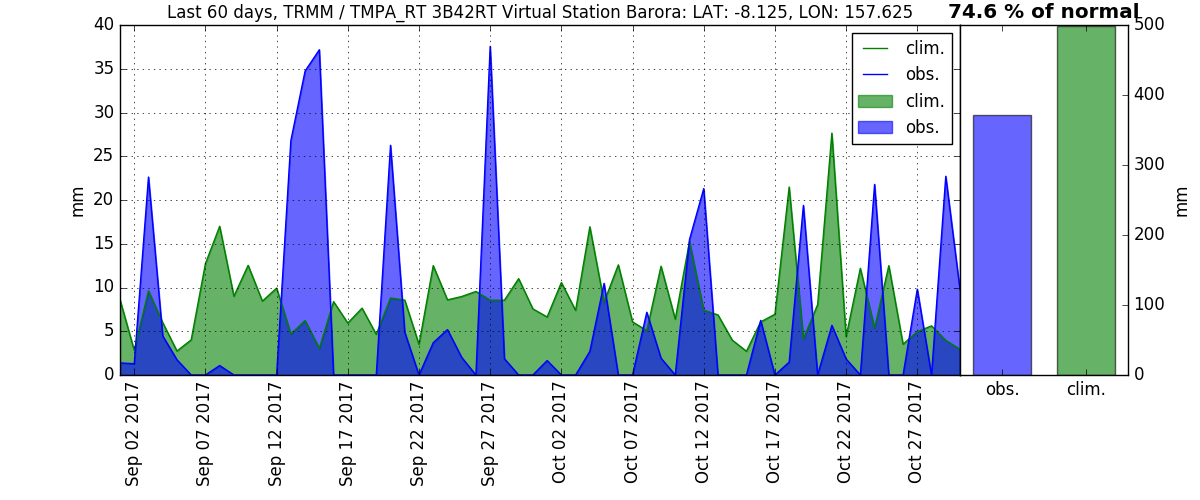 Last 60 days, TRMM / TMPA_RT 3B42RT Virtual Station Barora: LAT: -8.125, LON: 157.625
74.6 % of normal
40
35
30
25
20
15
10
5
0
mm
clim.
obs.
clim.
obs.
500
400
300
200
100
0
mm
Sep 02 2017
Sep 07 2017
Sep 12 2017
Sep 17 2017
Sep 22 2017
Sep 27 2017
Oct 02 2017
Oct 07 2017
Oct 12 2017
Oct 17 2017
Oct 22 2017
Oct 27 2017
obs.
clim.